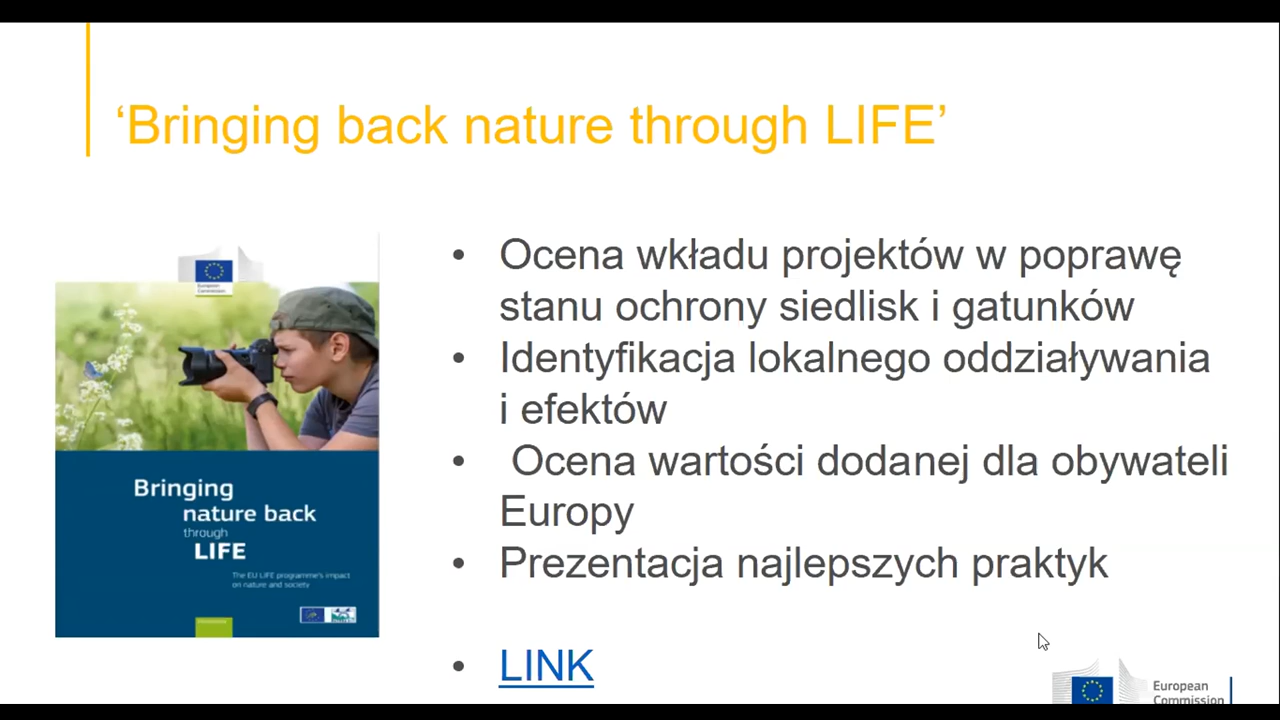 ‘Bringing back nature through LIFE’
European
Commission
Bringing
nature back
through
LIFE
The EU LIFE programme's impact
on nature and society
• Ocena wkładu projektów w poprawę
stanu ochrony siedlisk i gatunków
• Identyfikacja lokalnego oddziaływania
i efektów
• Ocena wartości dodanej dla obywateli
Europy
• Prezentacja najlepszych praktyk
• LINK
European
Commission